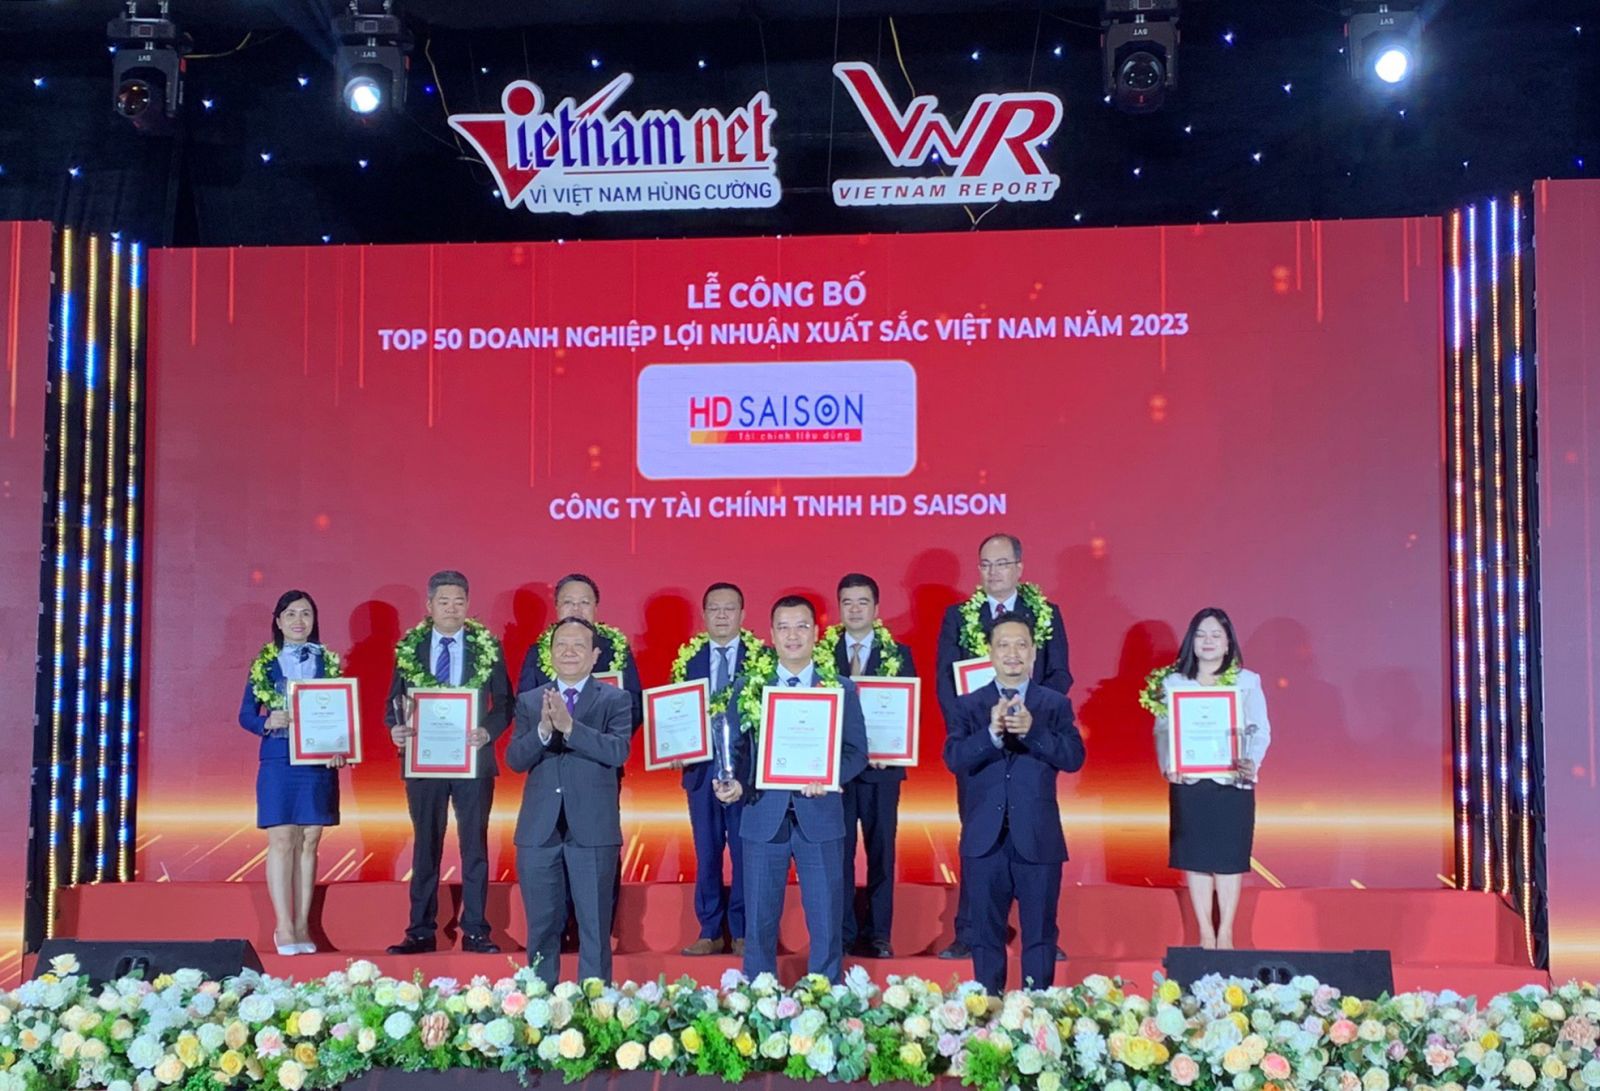 Vietnamnet
VÌ VIỆT NAM HÙNG CƯỜNG
VNR
VIETNAM REPORT
LỄ CÔNG BỐ
TOP 50 DOANH NGHIỆP LỢI NHUẬN XUẤT SẮC VIỆT NAM NĂM 2023
HD SAISON
Tài chính tiêu dùng
CÔNG TY TÀI CHÍNH TNHH HD SAISON